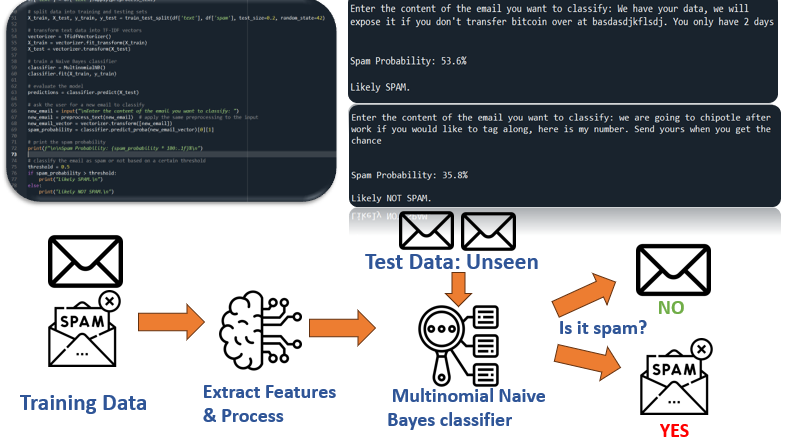 # split data into training and testing sets
X_train, X_test, y_train, y_test = train_test_split(df['text'], df['spam'], test_size=0.2, random_state=42)
# transform text data into TF-IDF vectors
vectorizer = TfidfVectorizer()
X_train = vectorizer.fit_transform(X_train)
X_test = vectorizer.transform(X_test)
# train a Naive Bayes classifier
classifier = MultinomialNB()
classifier.fit(X_train, y_train)
# evaluate the model
predictions = classifier.predict(X_test)
# ask the user for a new email to classify
new_email = input("\nEnter the content of the email you want to classify: ")
new_email = preprocess_text(new_email) # apply the same preprocessing to the input
new_email_vector = vectorizer.transform([new_email])
spam_probability = classifier.predict_proba(new_email_vector)[0][1]
# print the spam probability
print(f"\n\nSpam Probability: {spam_probability * 100:.1f}%\n")
# classify the email as spam or not based on a certain threshold
threshold = 0.5
if spam_probability > threshold:
print("Likely SPAM.\n")
else:
print("Likely NOT SPAM.\n")
Enter the content of the email you want to classify: We have your data, we will
expose it if you don't transfer bitcoin over at basdasdjkflsdj. You only have 2 days
Spam Probability: 53.6%
Likely SPAM.
Enter the content of the email you want to classify: we are going to chipotle after
work if you would like to tag along, here is my number. Send yours when you get the
chance
Spam Probability: 35.8%
Likely NOT SPAM.
Test Data: Unseen
SPAM
Training Data
Extract Features
& Process
Multinomial Naive
Bayes classifier
Is it spam?
NO
SPAM
YES